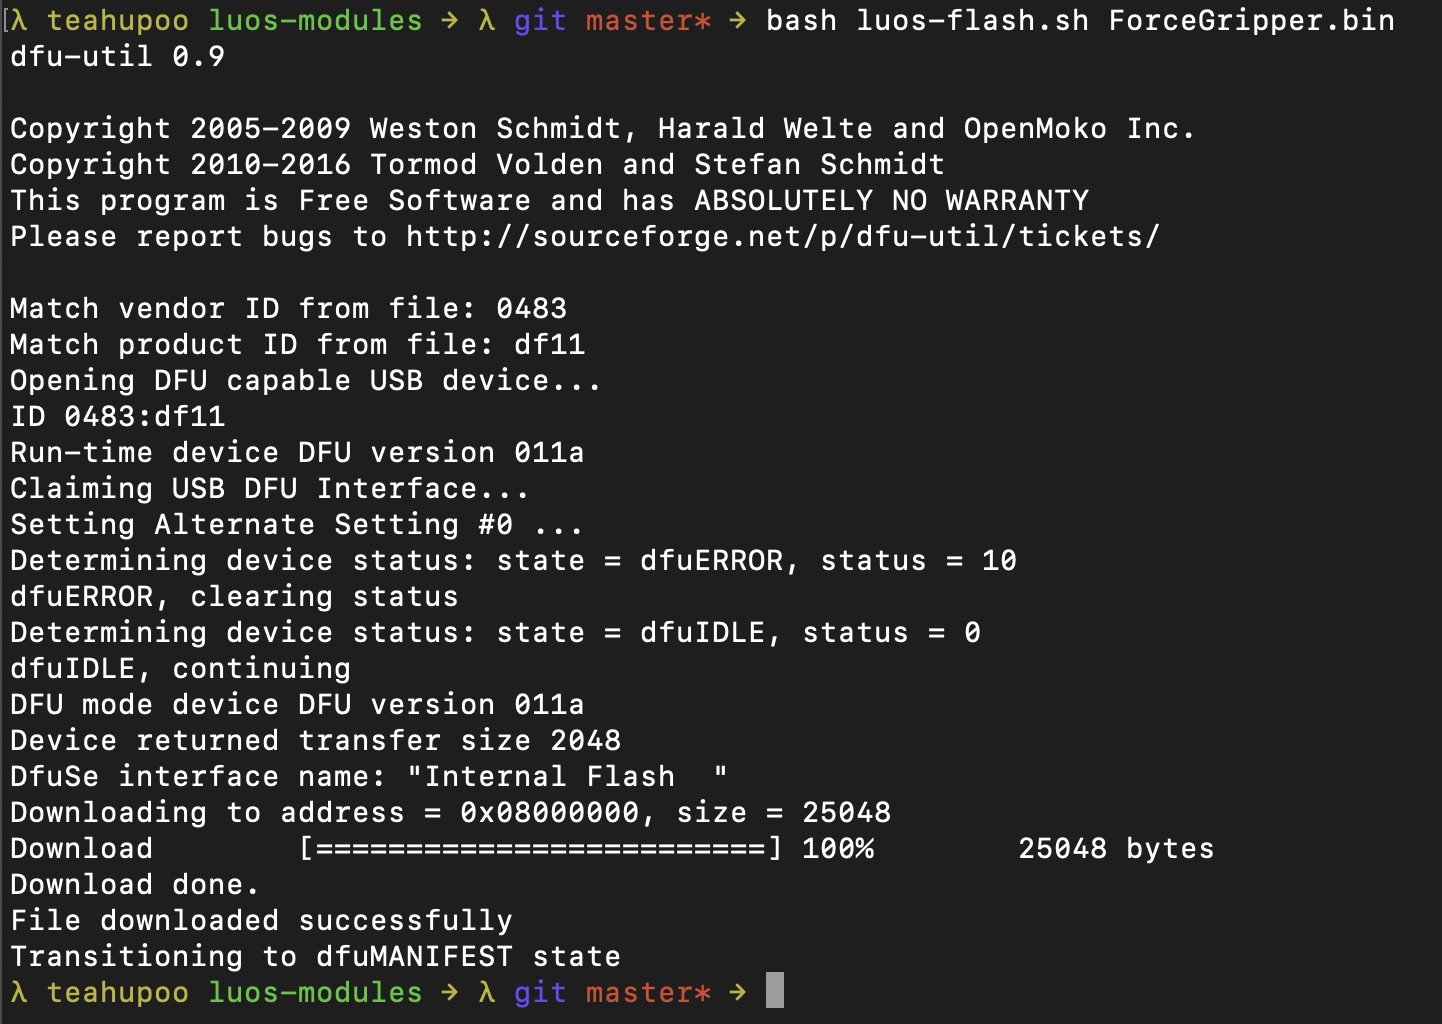 [λ teahupoo luos-modules → λ git master* → bash luos-flash.sh ForceGripper.bin
dfu-util 0.9
Copyright 2005-2009 Weston Schmidt, Harald Welte and OpenMoko Inc.
Copyright 2010-2016 Tormod Volden and Stefan Schmidt
This program is Free Software and has ABSOLUTELY NO WARRANTY
Please report bugs to http://sourceforge.net/p/dfu-util/tickets/
Match vendor ID from file: 0483
Match product ID from file: df11
Opening DFU capable USB device...
ID 0483:df11
Run-time device DFU version 011a
Claiming USB DFU Interface...
Setting Alternate Setting #0 ...
Determining device status: state = dfuERROR, status = 10
dfuERROR, clearing status
Determining device status: state = dfuIDLE, status = 0
dfuIDLE, continuing
DFU mode device DFU version 011a
Device returned transfer size 2048
DfuSe interface name: "Internal Flash  "
Downloading to address = 0x08000000, size = 25048
Download        [=========================] 100%        25048 bytes
Download done.
File downloaded successfully
Transitioning to dfuMANIFEST state
λ teahupoo luos-modules → λ git master* →